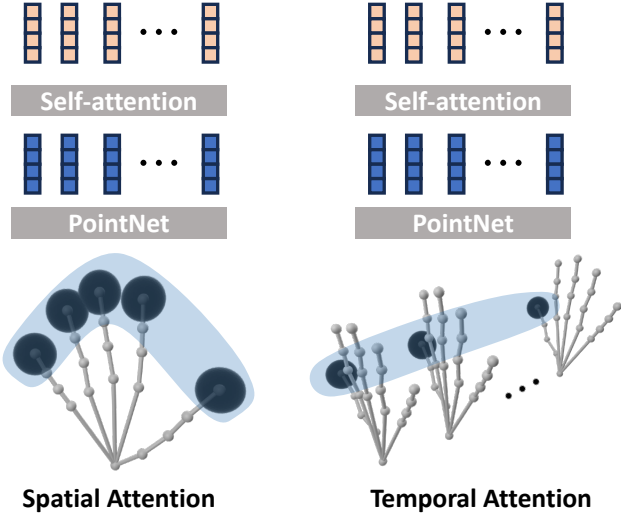 Self-attention
Self-attention
PointNet
PointNet
Spatial Attention
Temporal Attention